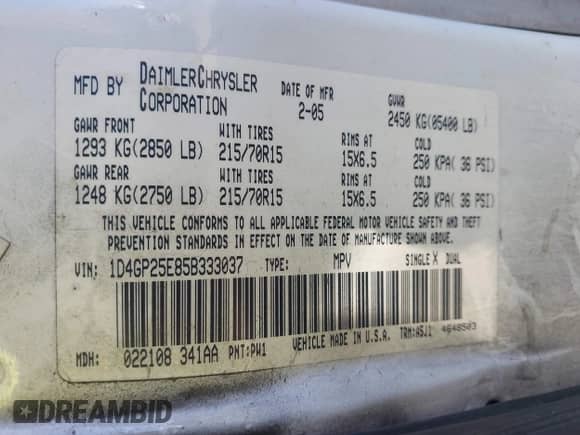 MFD BY DAIMLERCHRYSLER CORPORATION DATE OF MFR 2-05 GVWR 2450 KG(05400 LB)
GAWR FRONT WITH TIRES RIMS AT COLD
1293 KG(2850 LB) 215/70R15 15X6.5 250 KPA( 36 PSI)
GAWR REAR WITH TIRES RIMS AT COLD
1248 KG(2750 LB) 215/70R15 15X6.5 250 KPA( 36 PSI)
THIS VEHICLE CONFORMS TO ALL APPLICABLE FEDERAL MOTOR VEHICLE SAFETY AND THEFT
PREVENTION STANDARDS IN EFFECT ON THE DATE OF MANUFACTURE SHOWN ABOVE.
VIN: 1D4GP25E85B333037 TYPE: MPV SINGLE X DUAL
VEHICLE MADE IN U.S.A. TRM:A5J1 4648503
MDH: 022108 341AA PNT:PW1
DREAMBID